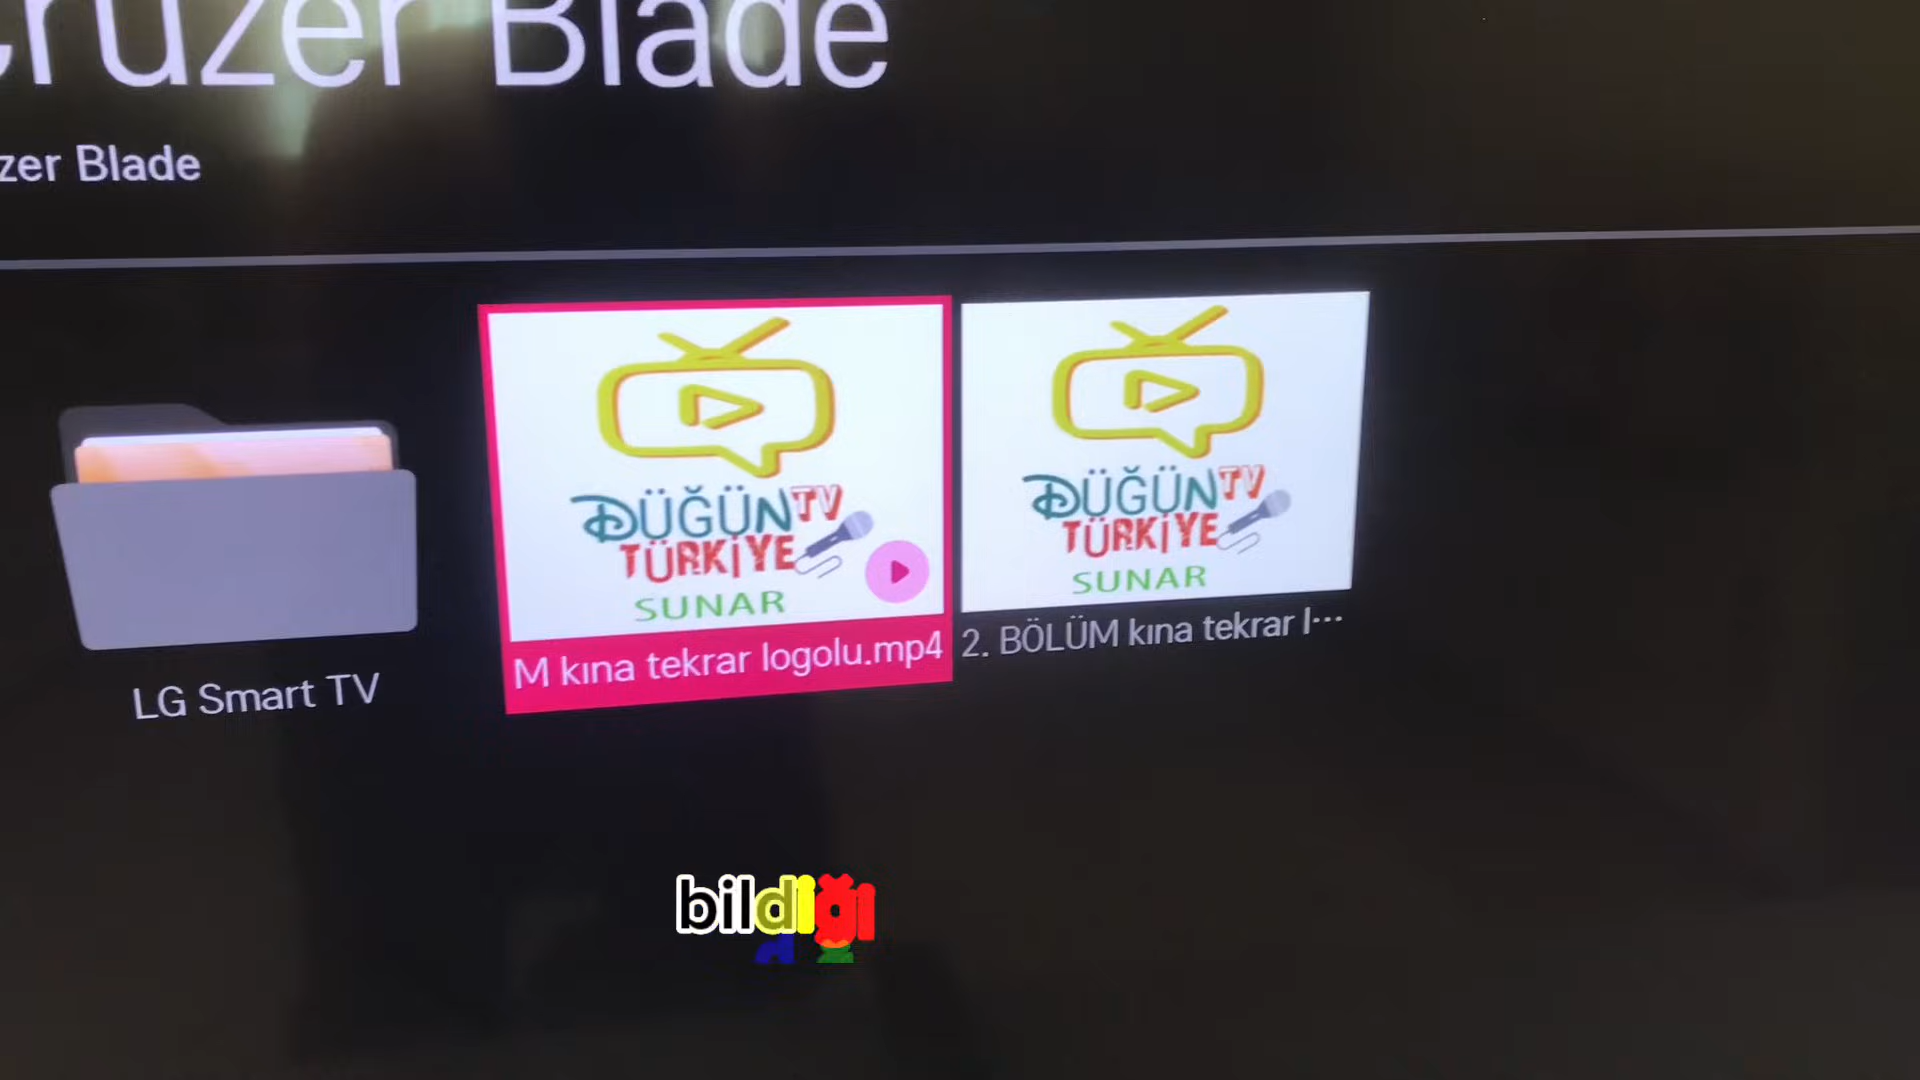 Cruzer Blade
zer Blade
DÜĞÜN TV
TÜRKİYE
SUNAR
M kına tekrar logolu.mp4
DÜĞÜN TV
TÜRKİYE
SUNAR
2. BÖLÜM kına tekrar l...
LG Smart TV
bildiği